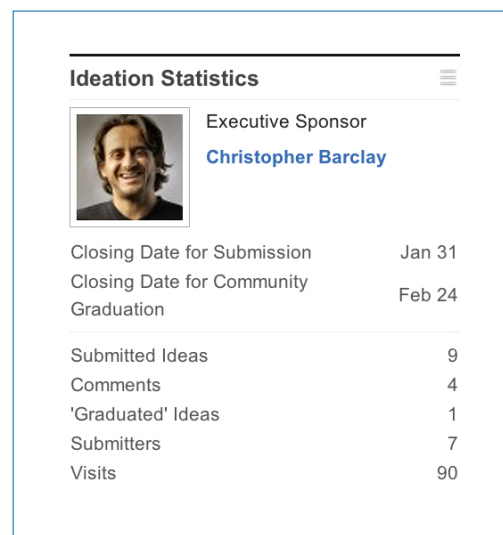 Ideation Statistics
Executive Sponsor
Christopher Barclay
Closing Date for Submission Jan 31
Closing Date for Community
Graduation Feb 24
Submitted Ideas 9
Comments 4
'Graduated' Ideas 1
Submitters 7
Visits 90